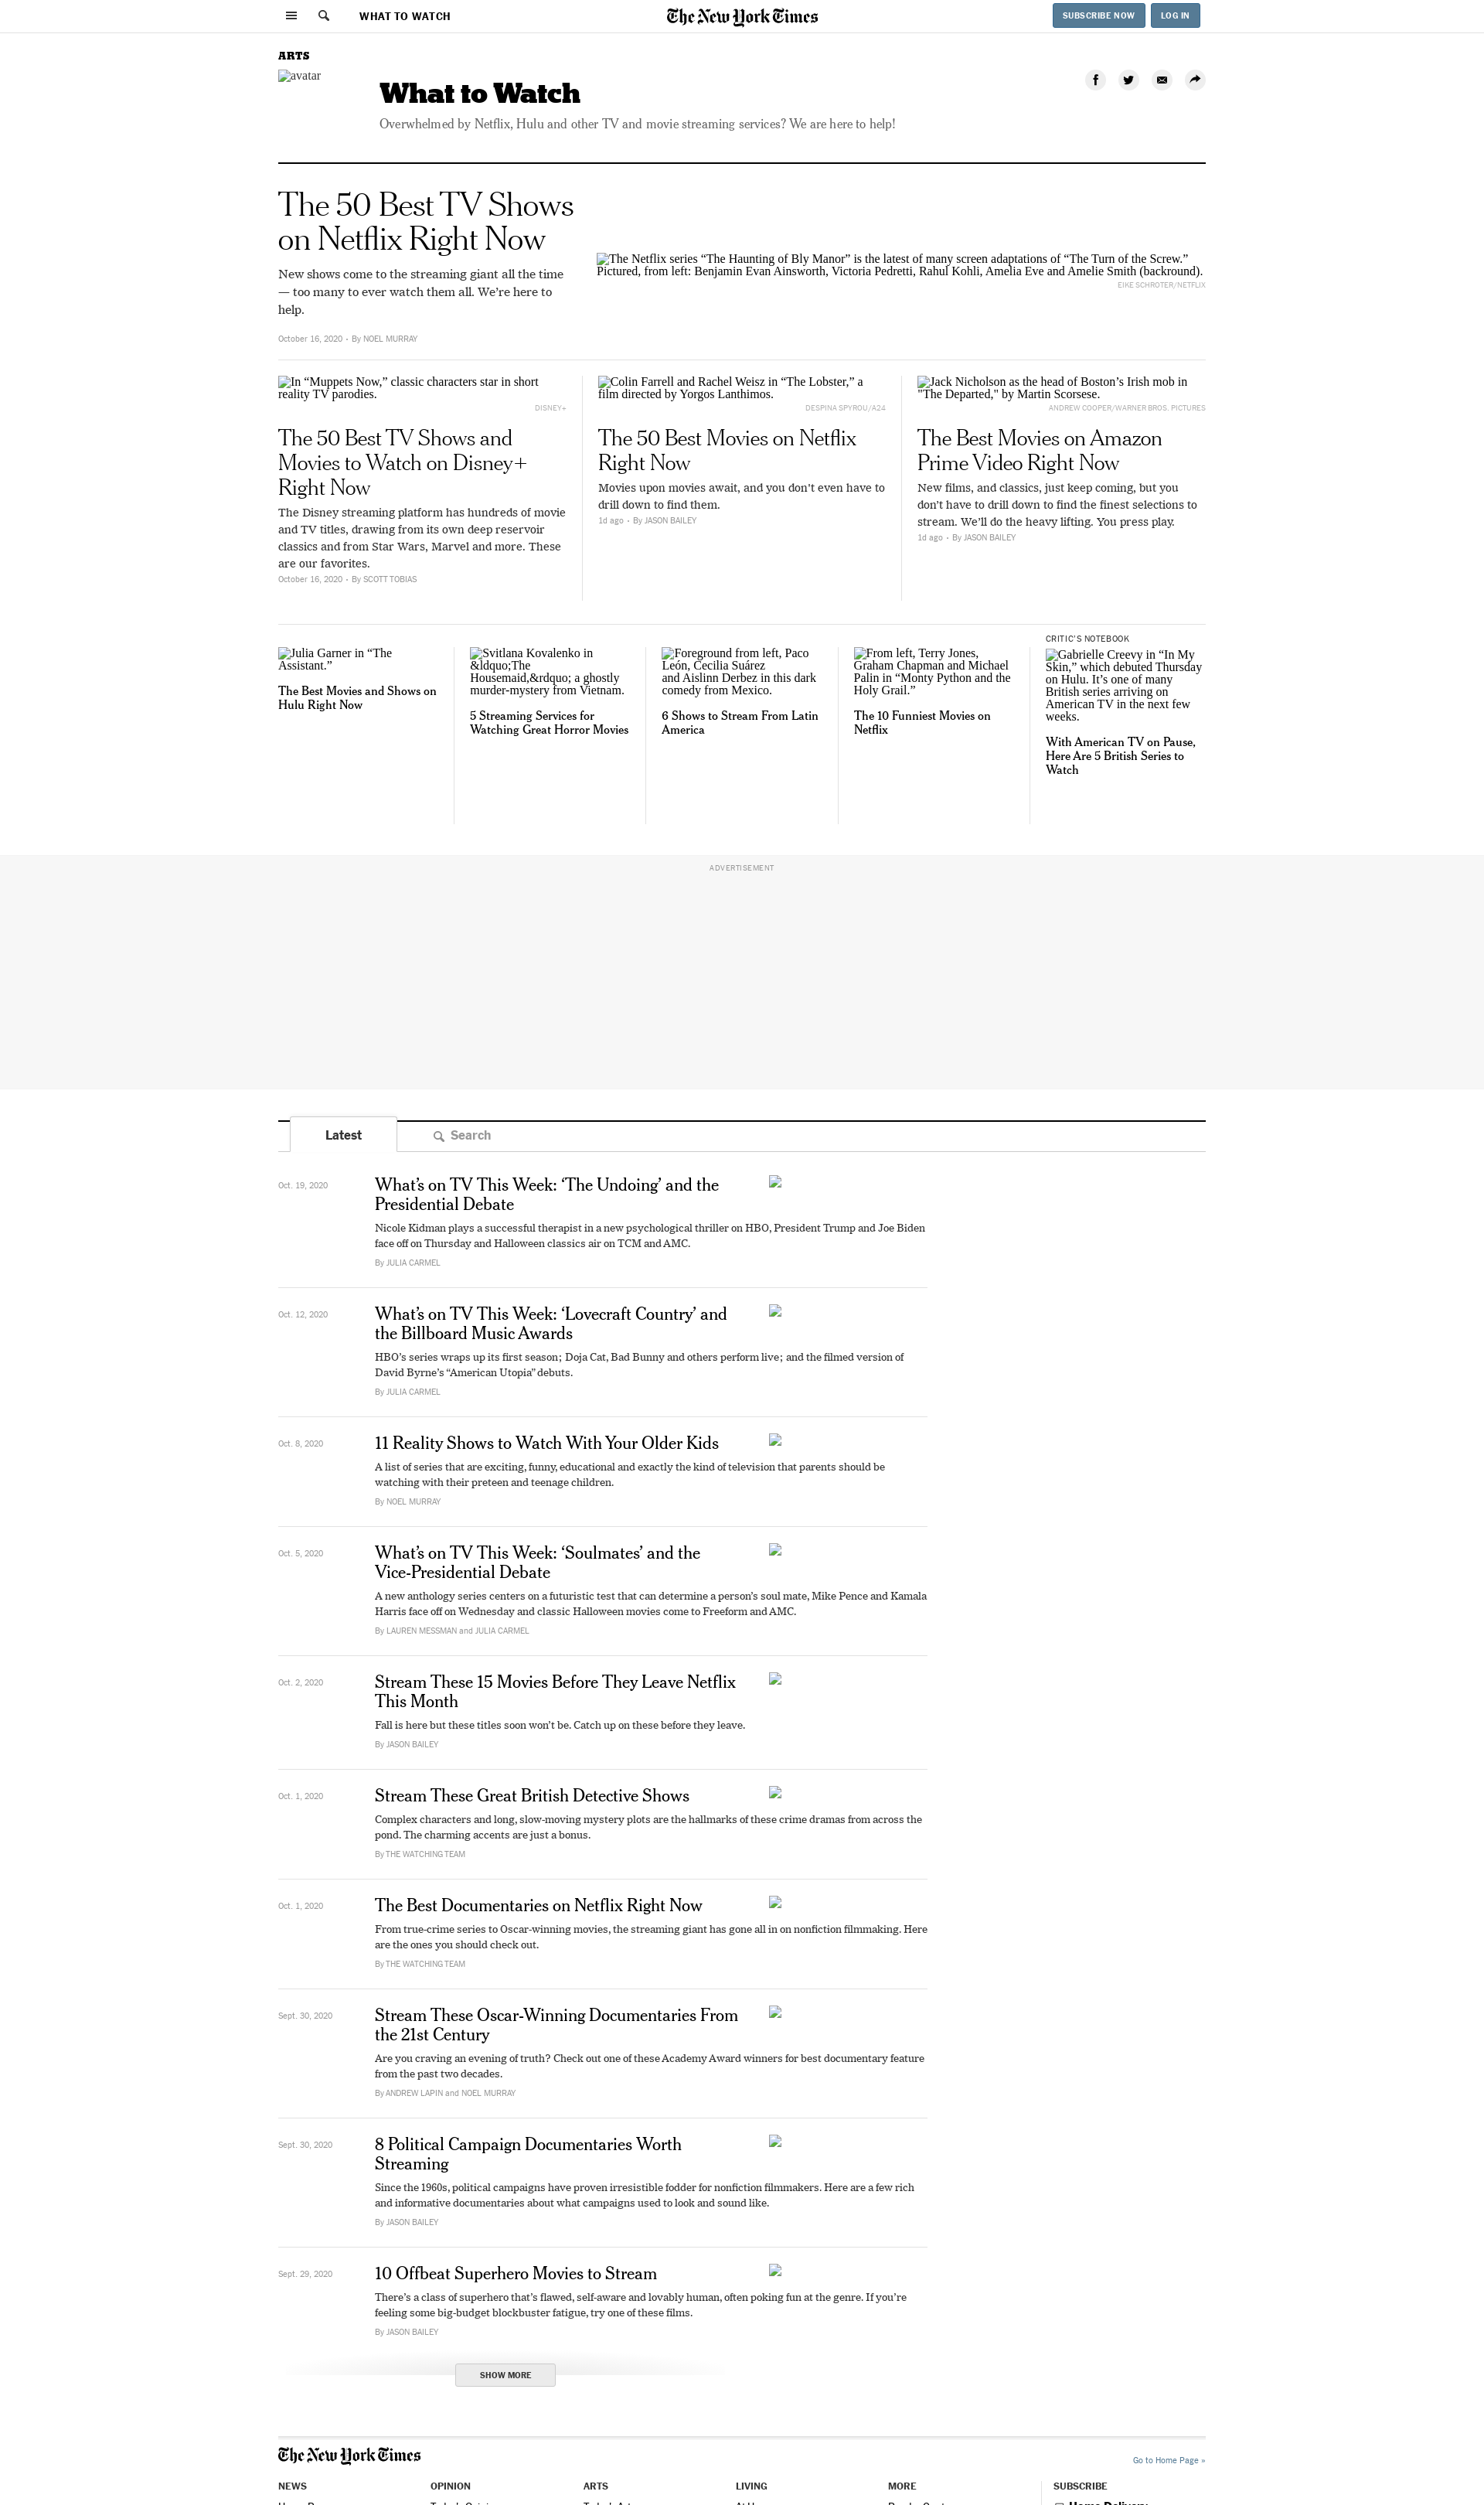 WHAT TO WATCH
The New York Times
SUBSCRIBE NOW
LOG IN
ARTS
avatar
What to Watch
Overwhelmed by Netflix, Hulu and other TV and movie streaming services? We are here to help!
The 50 Best TV Shows
on Netflix Right Now
New shows come to the streaming giant all the time
— too many to ever watch them all. We’re here to
help.
October 16, 2020 • By NOEL MURRAY
The Netflix series “The Haunting of Bly Manor” is the latest of many screen adaptations of “The Turn of the Screw.”
Pictured, from left: Benjamin Evan Ainsworth, Victoria Pedretti, Rahul Kohli, Amelia Eve and Amelie Smith (backround).
EIKE SCHROTER/NETFLIX
In “Muppets Now,” classic characters star in short
reality TV parodies.
DISNEY+
The 50 Best TV Shows and
Movies to Watch on Disney+
Right Now
The Disney streaming platform has hundreds of movie
and TV titles, drawing from its own deep reservoir
classics and from Star Wars, Marvel and more. These
are our favorites.
October 16, 2020 • By SCOTT TOBIAS
Colin Farrell and Rachel Weisz in “The Lobster,” a
film directed by Yorgos Lanthimos.
DESPINA SPYROU/A24
The 50 Best Movies on Netflix
Right Now
Movies upon movies await, and you don’t even have to
drill down to find them.
1d ago • By JASON BAILEY
Jack Nicholson as the head of Boston’s Irish mob in
"The Departed," by Martin Scorsese.
ANDREW COOPER/WARNER BROS. PICTURES
The Best Movies on Amazon
Prime Video Right Now
New films, and classics, just keep coming, but you
don’t have to drill down to find the finest selections to
stream. We’ll do the heavy lifting. You press play.
1d ago • By JASON BAILEY
Julia Garner in “The
Assistant.”
The Best Movies and Shows on
Hulu Right Now
Svitlana Kovalenko in
&ldquo;The
Housemaid,&rdquo; a ghostly
murder-mystery from Vietnam.
5 Streaming Services for
Watching Great Horror Movies
Foreground from left, Paco
León, Cecilia Suárez
and Aislinn Derbez in this dark
comedy from Mexico.
6 Shows to Stream From Latin
America
From left, Terry Jones,
Graham Chapman and Michael
Palin in “Monty Python and the
Holy Grail.”
The 10 Funniest Movies on
Netflix
CRITIC’S NOTEBOOK
Gabrielle Creevy in “In My
Skin,” which debuted Thursday
on Hulu. It’s one of many
British series arriving on
American TV in the next few
weeks.
With American TV on Pause,
Here Are 5 British Series to
Watch
ADVERTISEMENT
Latest
Search
Oct. 19, 2020
What’s on TV This Week: ‘The Undoing’ and the
Presidential Debate
Nicole Kidman plays a successful therapist in a new psychological thriller on HBO, President Trump and Joe Biden
face off on Thursday and Halloween classics air on TCM and AMC.
By JULIA CARMEL
Oct. 12, 2020
What’s on TV This Week: ‘Lovecraft Country’ and
the Billboard Music Awards
HBO’s series wraps up its first season; Doja Cat, Bad Bunny and others perform live; and the filmed version of
David Byrne’s “American Utopia” debuts.
By JULIA CARMEL
Oct. 8, 2020
11 Reality Shows to Watch With Your Older Kids
A list of series that are exciting, funny, educational and exactly the kind of television that parents should be
watching with their preteen and teenage children.
By NOEL MURRAY
Oct. 5, 2020
What’s on TV This Week: ‘Soulmates’ and the
Vice-Presidential Debate
A new anthology series centers on a futuristic test that can determine a person’s soul mate, Mike Pence and Kamala
Harris face off on Wednesday and classic Halloween movies come to Freeform and AMC.
By LAUREN MESSMAN and JULIA CARMEL
Oct. 2, 2020
Stream These 15 Movies Before They Leave Netflix
This Month
Fall is here but these titles soon won’t be. Catch up on these before they leave.
By JASON BAILEY
Oct. 1, 2020
Stream These Great British Detective Shows
Complex characters and long, slow-moving mystery plots are the hallmarks of these crime dramas from across the
pond. The charming accents are just a bonus.
By THE WATCHING TEAM
Oct. 1, 2020
The Best Documentaries on Netflix Right Now
From true-crime series to Oscar-winning movies, the streaming giant has gone all in on nonfiction filmmaking. Here
are the ones you should check out.
By THE WATCHING TEAM
Sept. 30, 2020
Stream These Oscar-Winning Documentaries From
the 21st Century
Are you craving an evening of truth? Check out one of these Academy Award winners for best documentary feature
from the past two decades.
By ANDREW LAPIN and NOEL MURRAY
Sept. 30, 2020
8 Political Campaign Documentaries Worth
Streaming
Since the 1960s, political campaigns have proven irresistible fodder for nonfiction filmmakers. Here are a few rich
and informative documentaries about what campaigns used to look and sound like.
By JASON BAILEY
Sept. 29, 2020
10 Offbeat Superhero Movies to Stream
There’s a class of superhero that’s flawed, self-aware and lovably human, often poking fun at the genre. If you’re
feeling some big-budget blockbuster fatigue, try one of these films.
By JASON BAILEY
SHOW MORE
The New York Times
Go to Home Page »
NEWS
OPINION
ARTS
LIVING
MORE
SUBSCRIBE